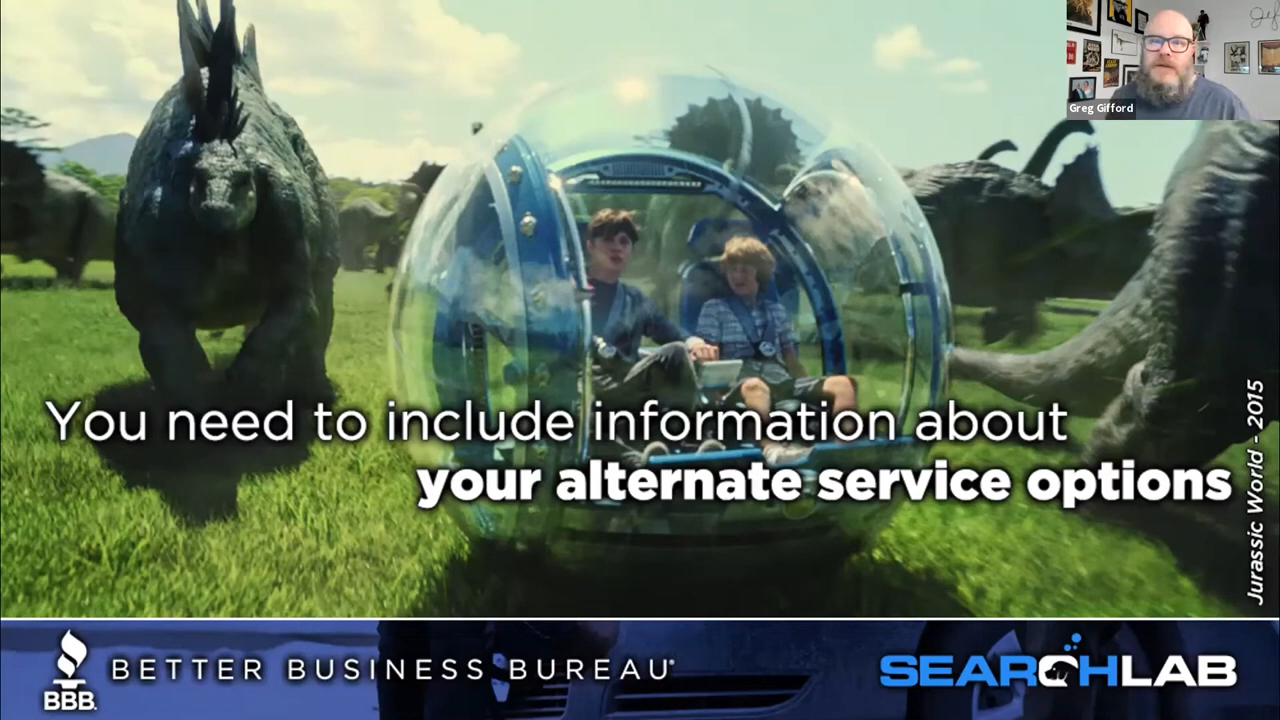 Greg Gifford
You need to include information about
your alternate service options
Jurassic World - 2015
BBB.
BETTER BUSINESS BUREAU®
SEARCHLAB